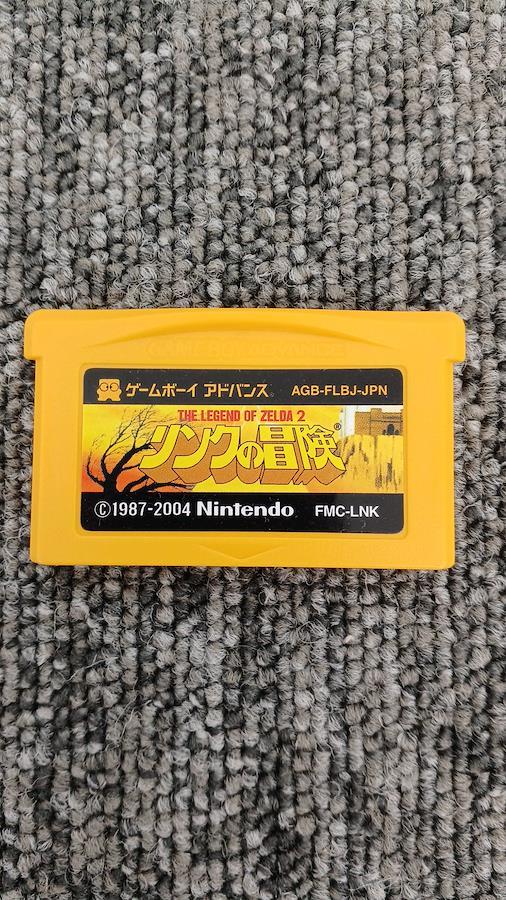 GAME BOY ADVANCE
ゲームボーイ アドバンス AGB-FLBJ-JPN
THE LEGEND OF ZELDA 2
リンクの冒険®
©1987-2004 Nintendo FMC-LNK